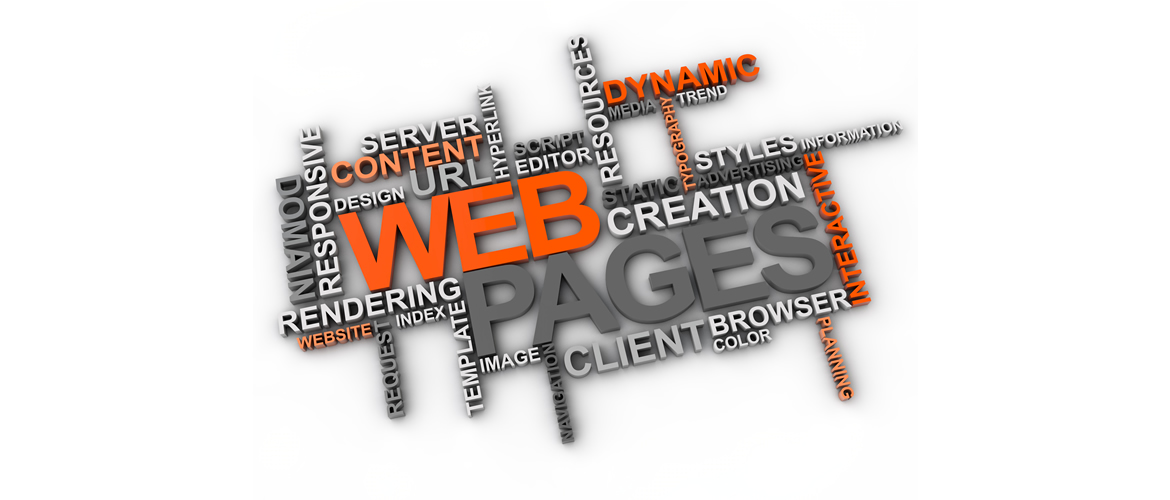 RESOURCES
DYNAMIC
MEDIA
TREND
TYPOGRAPHY
HYPERLINK
SERVER
CONTENT
URL
DESIGN
SCRIPT
EDITOR
STATIC
STYLES
INFORMATION
ADVERTISING
CREATION
INTERACTIVE
DOMAIN
RESPONSIVE
WEB
PAGES
RENDERING
WEBSITE
INDEX
REQUEST
TEMPLATE
IMAGE
NAVIGATION
CLIENT
BROWSER
COLOR
PLANNING